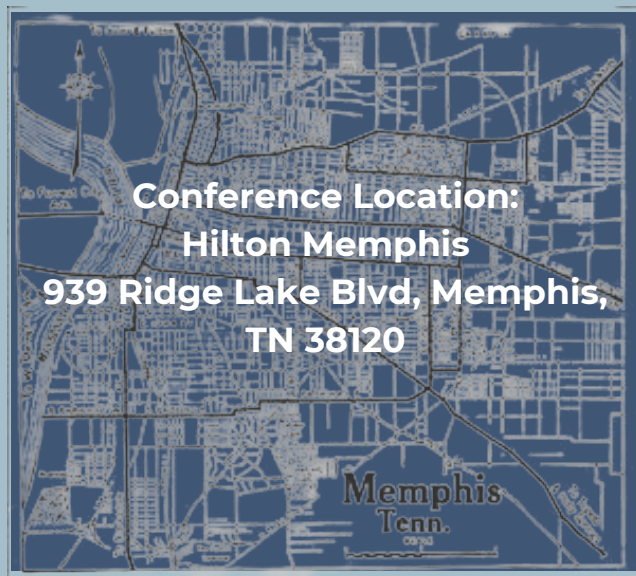 Conference Location:
Hilton Memphis
939 Ridge Lake Blvd, Memphis,
TN 38120
Memphis
Tenn.